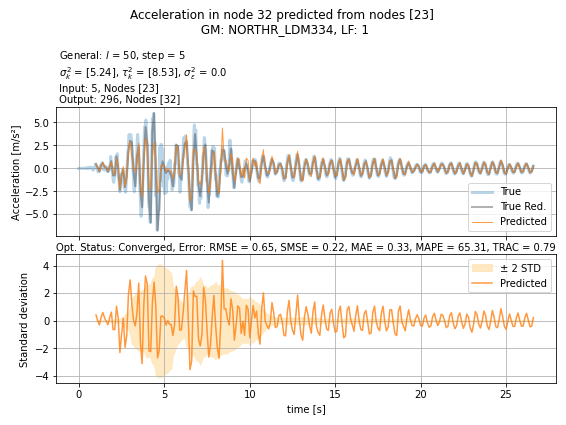 Acceleration in node 32 predicted from nodes [23]
GM: NORTHR_LDM334, LF: 1
General: l = 50, step = 5
σ²ₖ = [5.24], τ²ₖ = [8.53], σ²ₑ = 0.0
Input: 5, Nodes [23]
Output: 296, Nodes [32]
Acceleration [m/s²]
5.0
2.5
0.0
−2.5
−5.0
True
True Red.
Predicted
Opt. Status: Converged, Error: RMSE = 0.65, SMSE = 0.22, MAE = 0.33, MAPE = 65.31, TRAC = 0.79
Standard deviation
4
2
0
−2
−4
± 2 STD
Predicted
0 5 10 15 20 25
time [s]